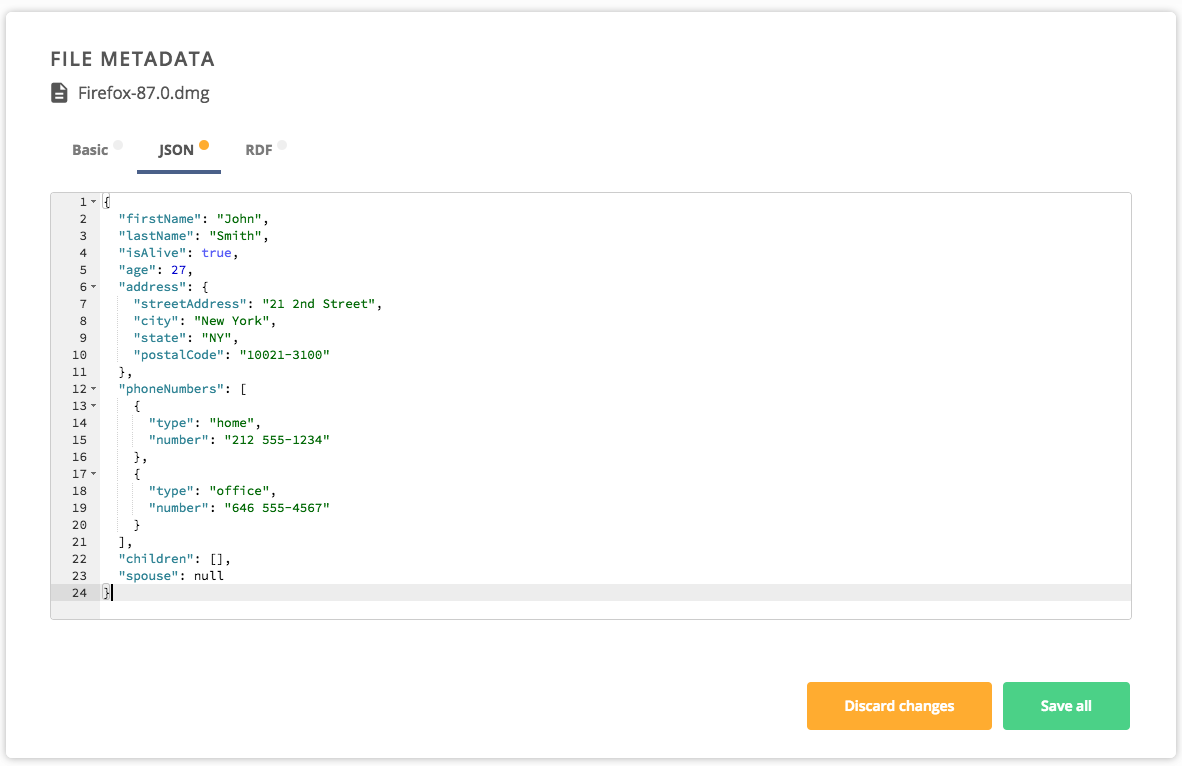 FILE METADATA
Firefox-87.0.dmg
Basic JSON RDF
1 {
2   "firstName": "John",
3   "lastName": "Smith",
4   "isAlive": true,
5   "age": 27,
6   "address": {
7     "streetAddress": "21 2nd Street",
8     "city": "New York",
9     "state": "NY",
10     "postalCode": "10021-3100"
11   },
12   "phoneNumbers": [
13     {
14       "type": "home",
15       "number": "212 555-1234"
16     },
17     {
18       "type": "office",
19       "number": "646 555-4567"
20     }
21   ],
22   "children": [],
23   "spouse": null
24 }
Discard changes Save all